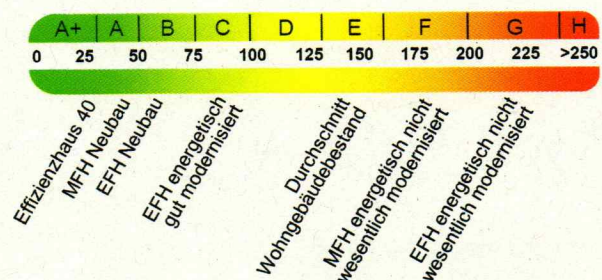 A+ A B C D E F G H
0 25 50 75 100 125 150 175 200 225 >250
Effizienzhaus 40
MFH Neubau
EFH Neubau
EFH energetisch
gut modernisiert
Durchschnitt
Wohngebäudebestand
MFH energetisch nicht
wesentlich modernisiert
EFH energetisch nicht
wesentlich modernisiert